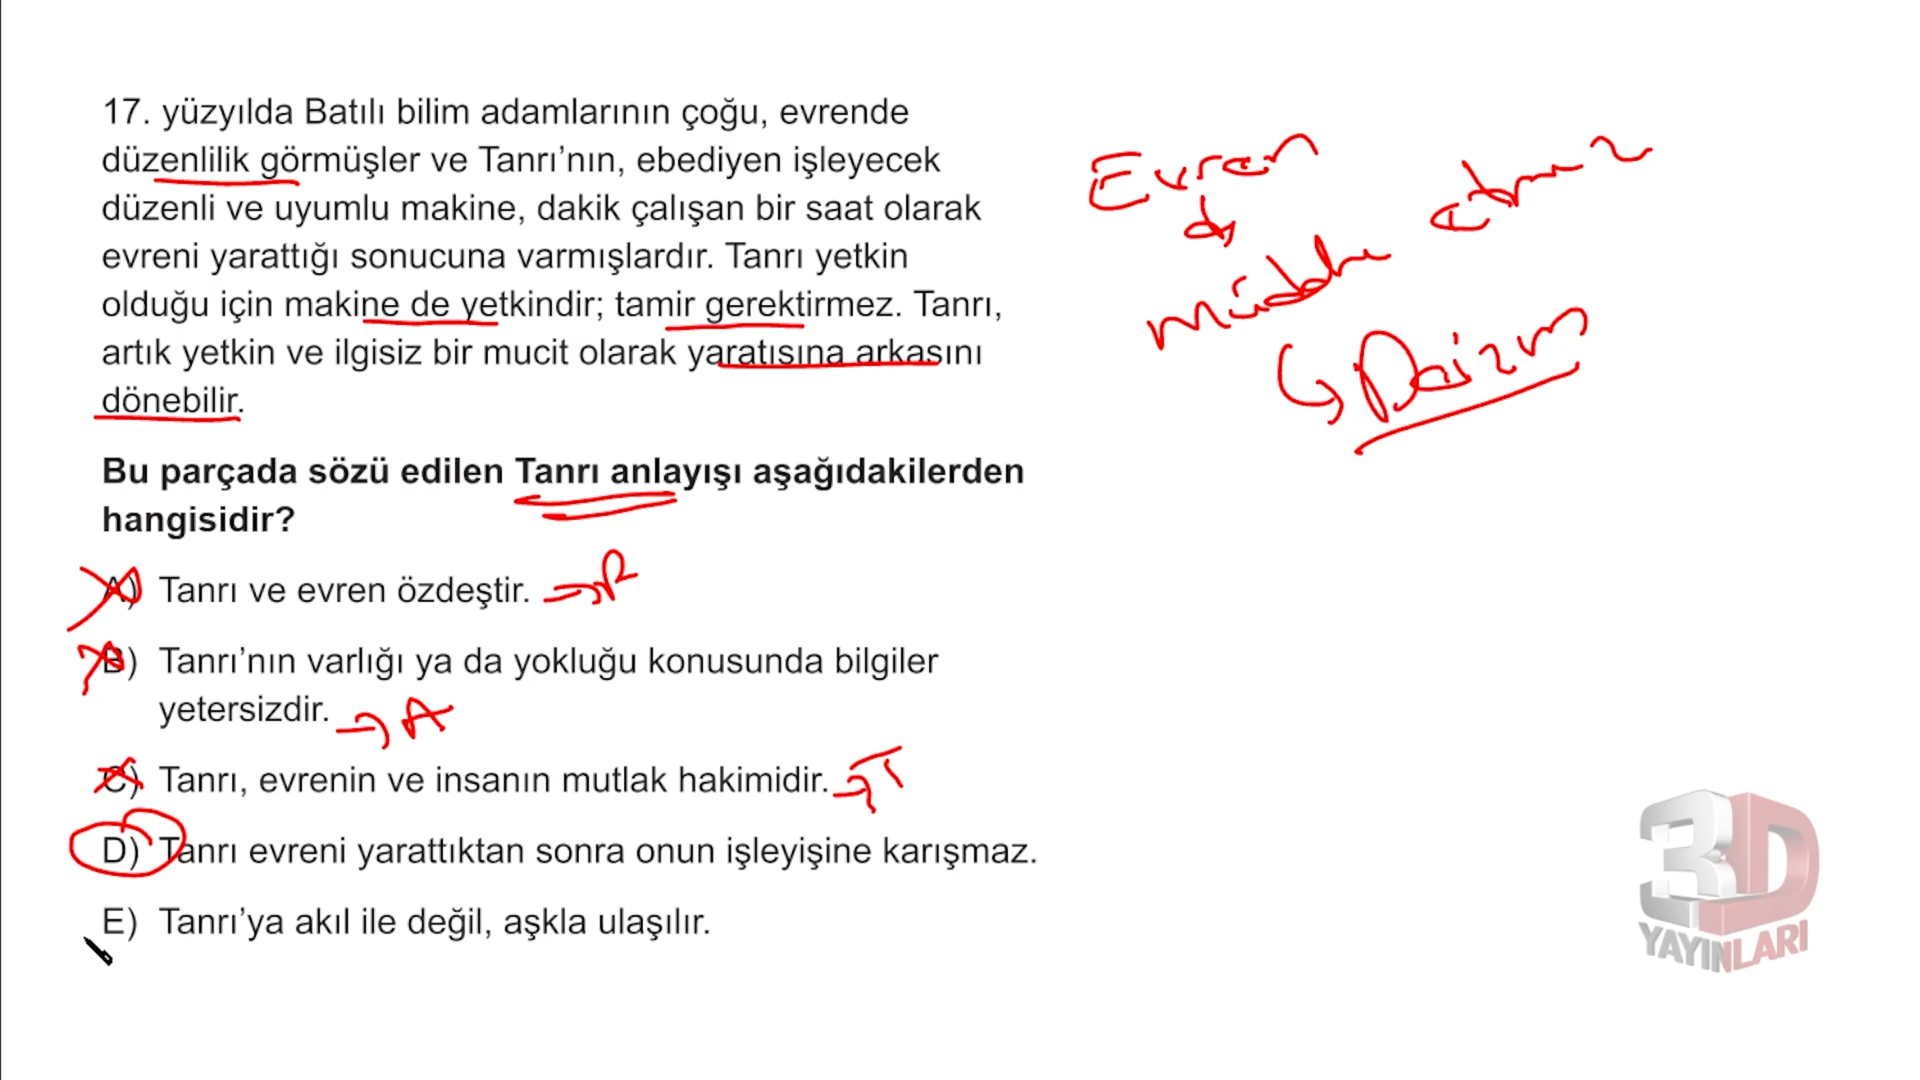 17. yüzyılda Batılı bilim adamlarının çoğu, evrende
düzenlilik görmüşler ve Tanrı’nın, ebediyen işleyecek
düzenli ve uyumlu makine, dakik çalışan bir saat olarak
evreni yarattığı sonucuna varmışlardır. Tanrı yetkin
olduğu için makine de yetkindir; tamir gerektirmez. Tanrı,
artık yetkin ve ilgisiz bir mucit olarak yaratısına arkasını
dönebilir.
Bu parçada sözü edilen Tanrı anlayışı aşağıdakilerden
hangisidir?
A) Tanrı ve evren özdeştir. → P
B) Tanrı’nın varlığı ya da yokluğu konusunda bilgiler
yetersizdir. → A
C) Tanrı, evrenin ve insanın mutlak hakimidir. → T
D) Tanrı evreni yarattıktan sonra onun işleyişine karışmaz.
E) Tanrı’ya akıl ile değil, aşkla ulaşılır.
Evren
müdahale etmez
Deizm
3D
YAYINLARI